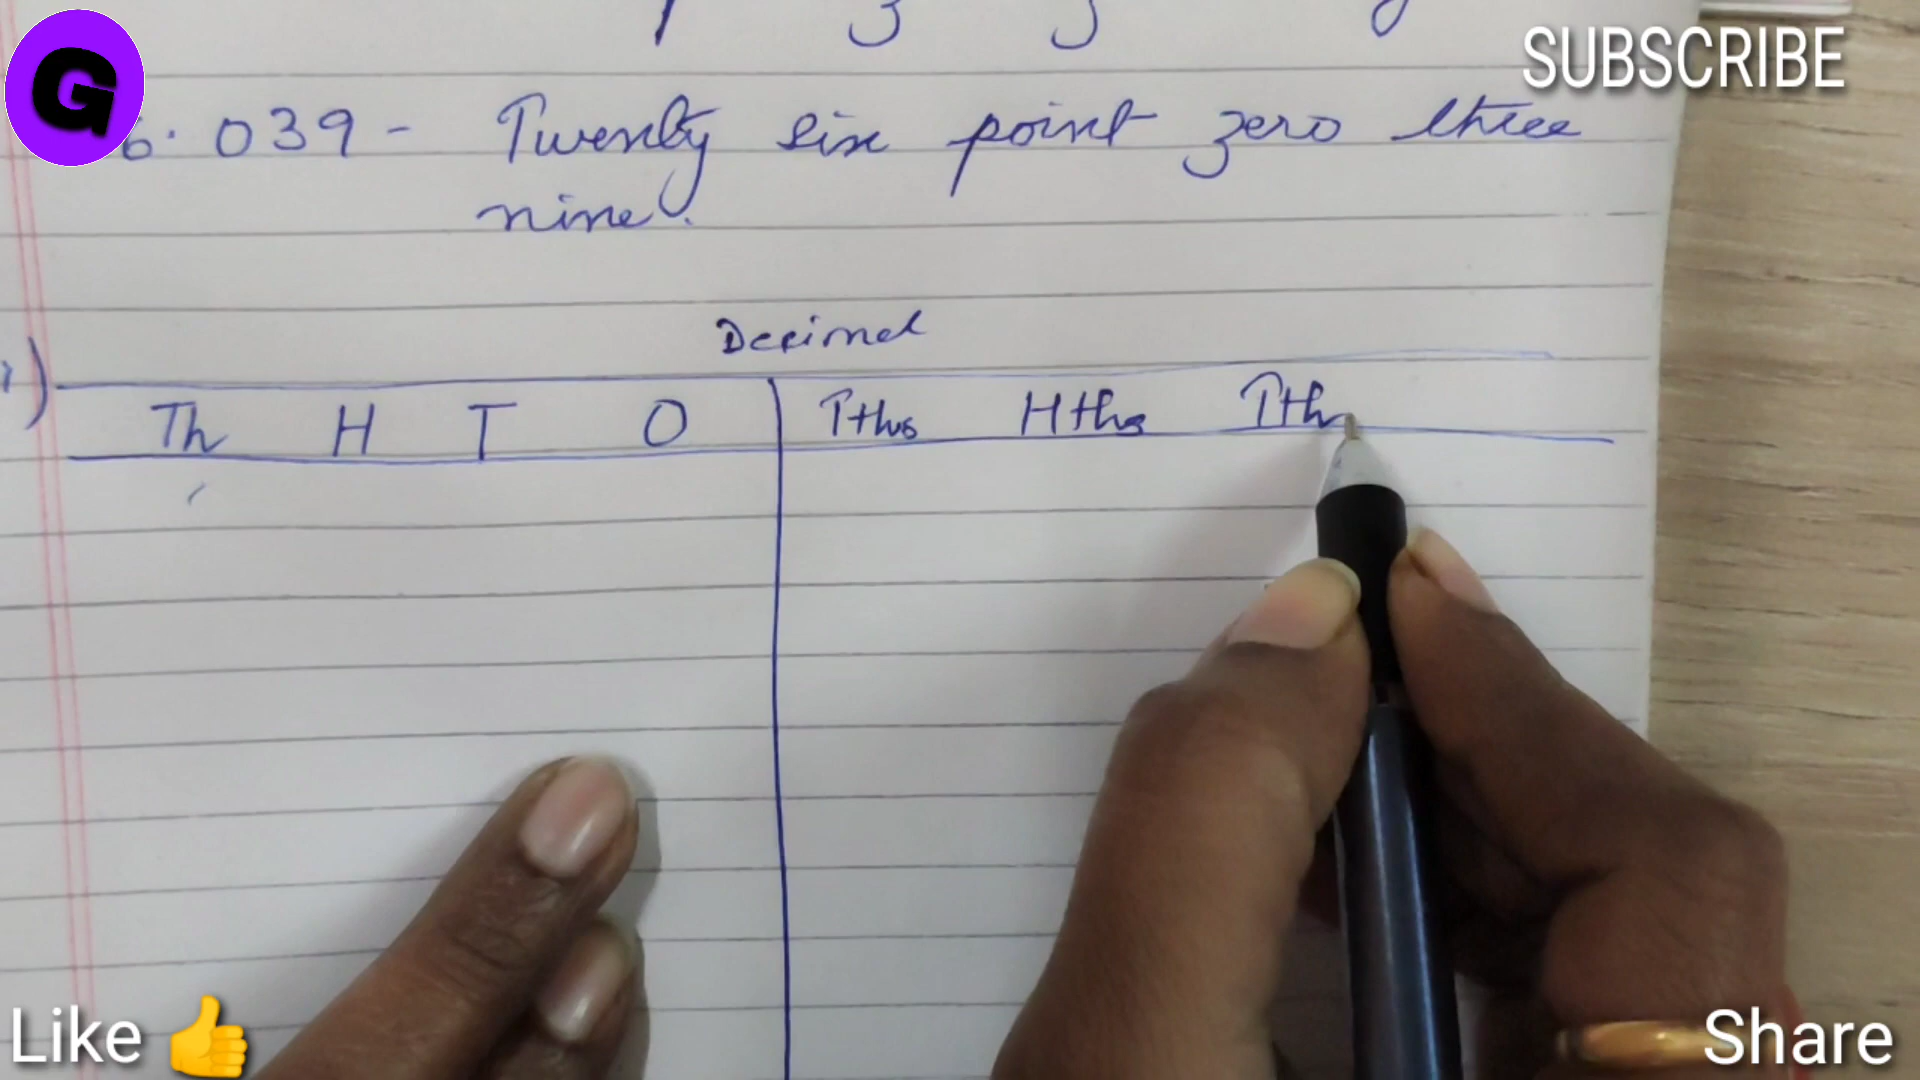 G
SUBSCRIBE
6.039 - Twenty six point zero three
nine.
Decimal
Th H T O Tths Hths Tth
Like 👍
Share